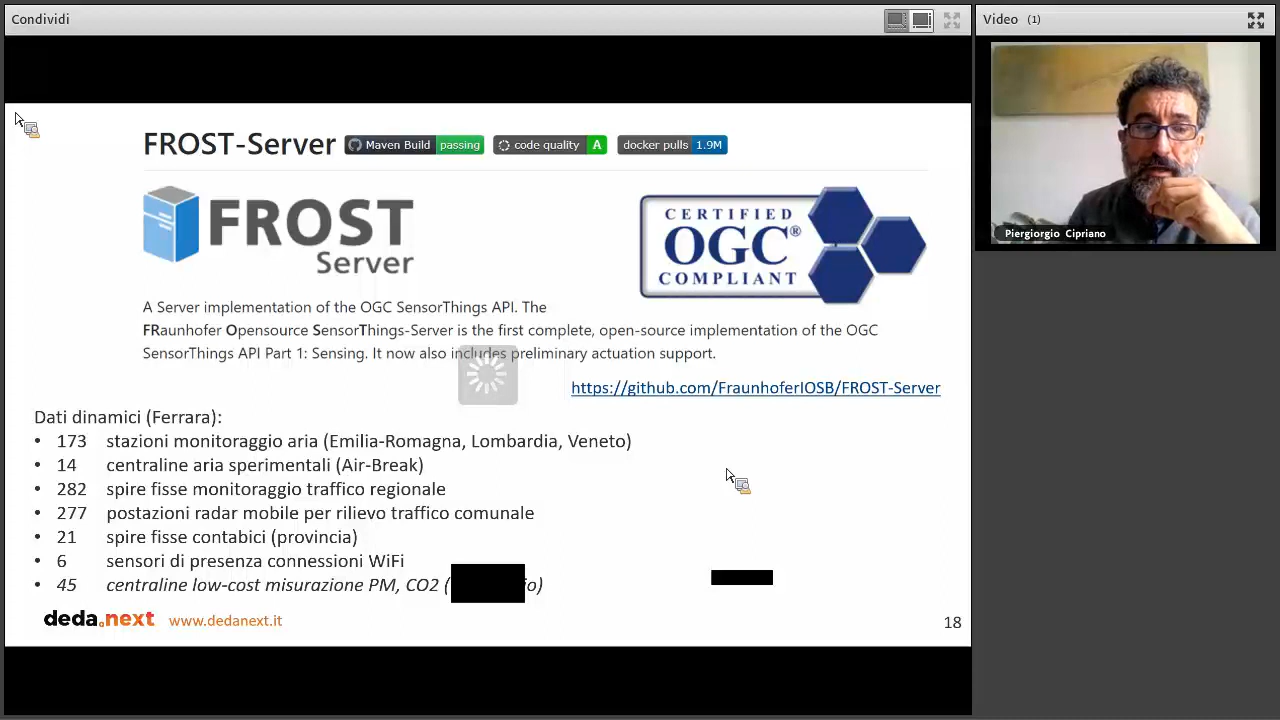 Condividi
Video (1)
Piergiorgio Cipriano
FROST-Server Maven Build passing code quality A docker pulls 1.9M
FROST
Server
CERTIFIED
OGC®
COMPLIANT
A Server implementation of the OGC SensorThings API. The
FRaunhofer Opensource SensorThings-Server is the first complete, open-source implementation of the OGC
SensorThings API Part 1: Sensing. It now also includes preliminary actuation support.
https://github.com/FraunhoferIOSB/FROST-Server
Dati dinamici (Ferrara):
• 173 stazioni monitoraggio aria (Emilia-Romagna, Lombardia, Veneto)
• 14 centraline aria sperimentali (Air-Break)
• 282 spire fisse monitoraggio traffico regionale
• 277 postazioni radar mobile per rilievo traffico comunale
• 21 spire fisse contabici (provincia)
• 6 sensori di presenza connessioni WiFi
• 45 centraline low-cost misurazione PM, CO2 (
deda.next www.dedanext.it
18